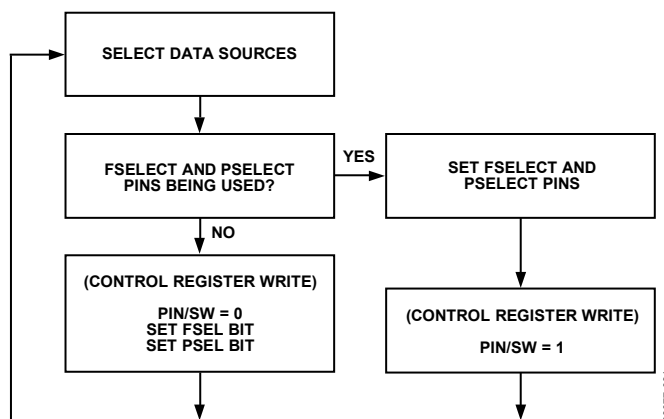 SELECT DATA SOURCES
FSELECT AND PSELECT
PINS BEING USED?
YES
SET FSELECT AND
PSELECT PINS
NO
(CONTROL REGISTER WRITE)
PIN/SW = 0
SET FSEL BIT
SET PSEL BIT
(CONTROL REGISTER WRITE)
PIN/SW = 1